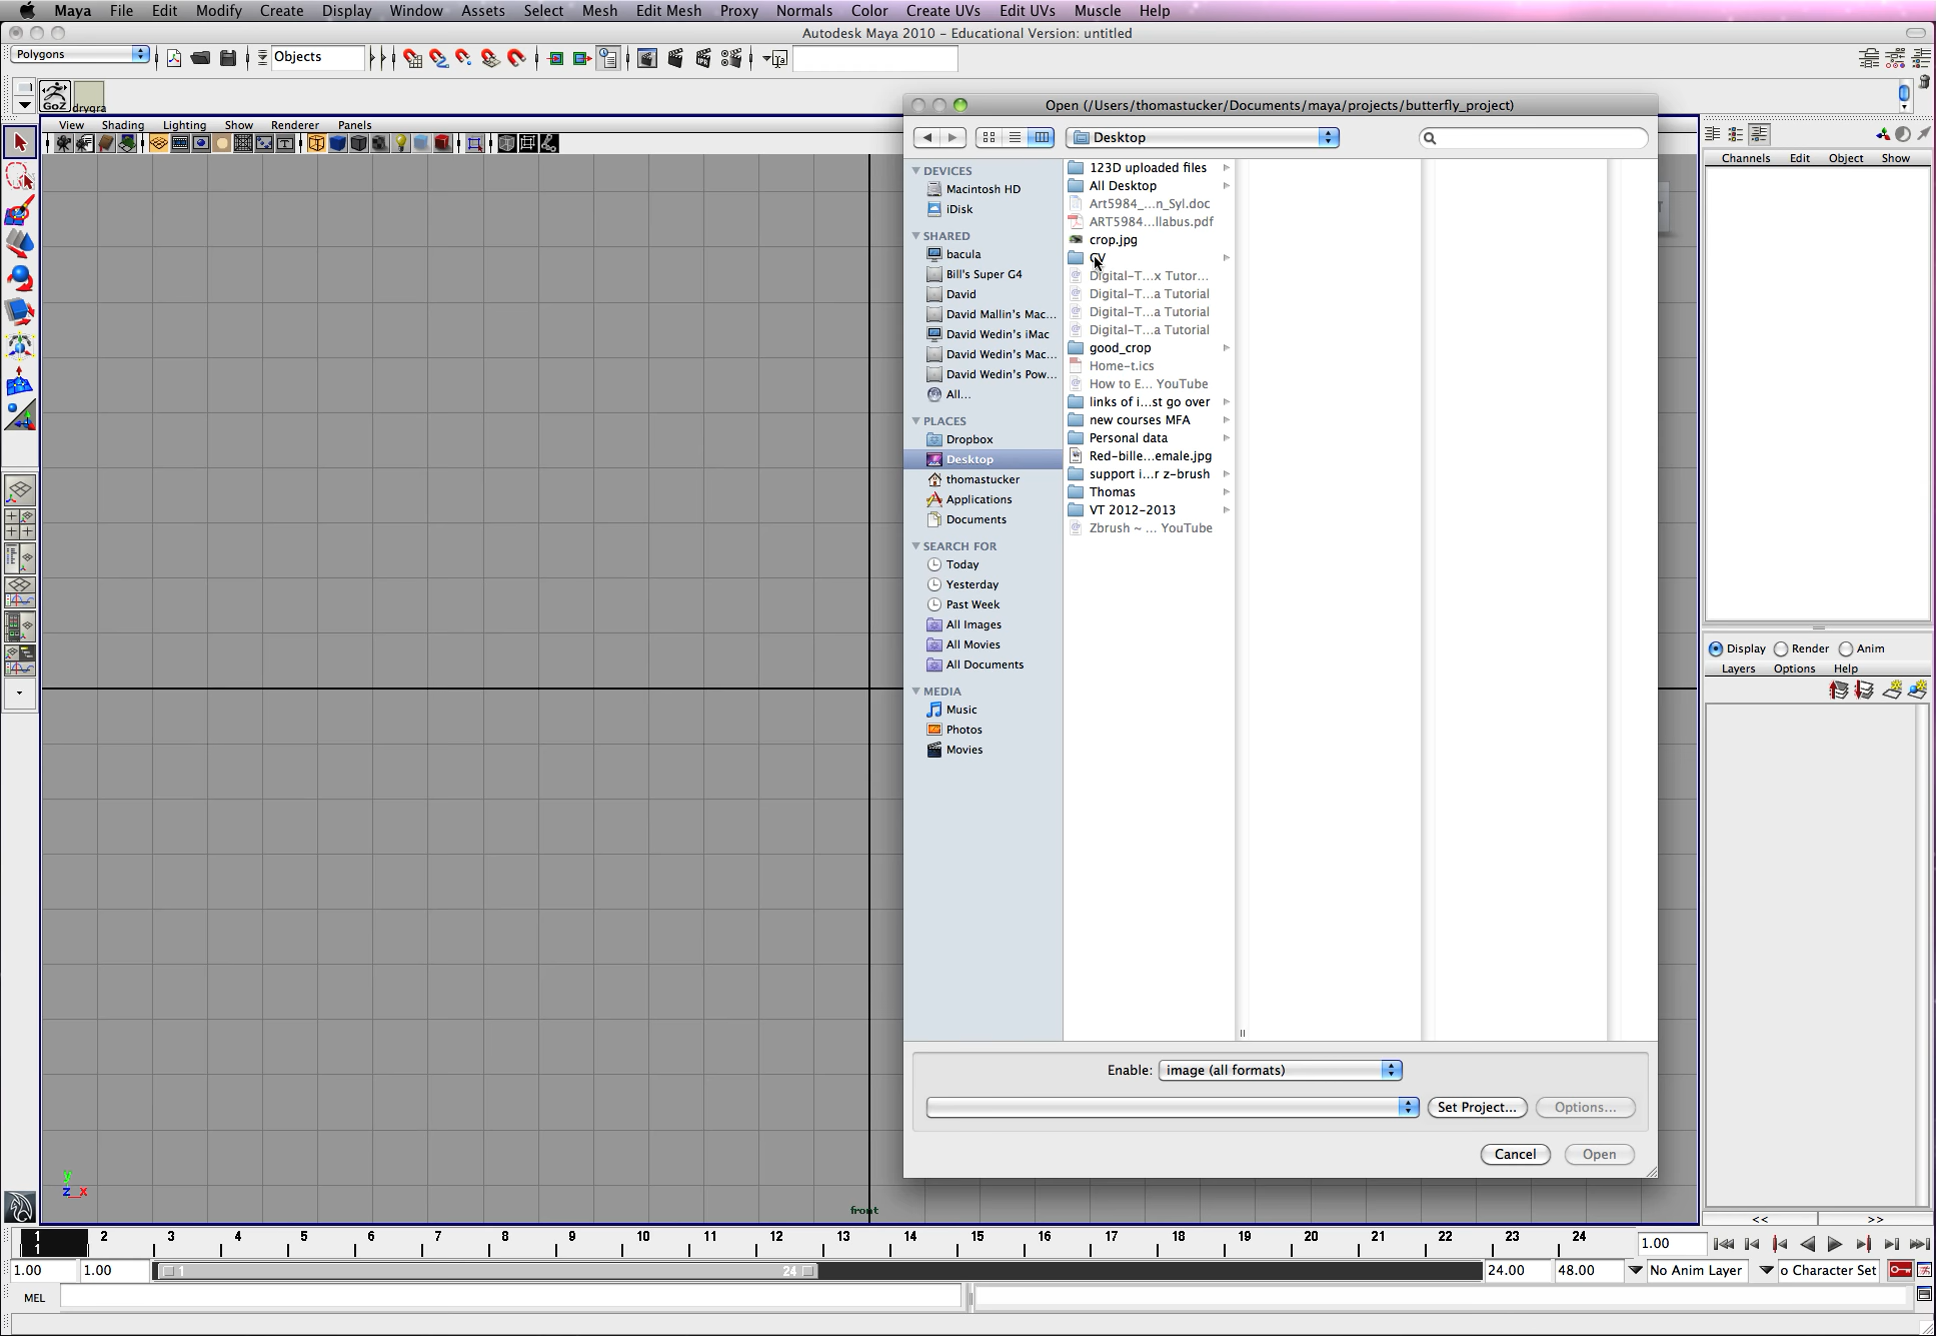 Maya File Edit Modify Create Display Window Assets Select Mesh Edit Mesh Proxy Normals Color Create UVs Edit UVs Muscle Help
Autodesk Maya 2010 – Educational Version: untitled
Polygons
Objects
GoZ
drygra
View Shading Lighting Show Renderer Panels
Open (/Users/thomastucker/Documents/maya/projects/butterfly_project)
Desktop
DEVICES
Macintosh HD
iDisk
SHARED
bacula
Bill's Super G4
David
David Mallin's Mac...
David Wedin's iMac
David Wedin's Mac...
David Wedin's Pow...
All...
PLACES
Dropbox
Desktop
thomastucker
Applications
Documents
SEARCH FOR
Today
Yesterday
Past Week
All Images
All Movies
All Documents
MEDIA
Music
Photos
Movies
123D uploaded files
All Desktop
Art5984_...n_Syl.doc
ART5984...llabus.pdf
crop.jpg
CV
Digital-T...x Tutor...
Digital-T...a Tutorial
Digital-T...a Tutorial
Digital-T...a Tutorial
good_crop
Home-t.ics
How to E... YouTube
links of i...st go over
new courses MFA
Personal data
Red-bille...emale.jpg
support i...r z-brush
Thomas
VT 2012-2013
Zbrush ~ ... YouTube
Enable: image (all formats)
Set Project... Options...
Cancel Open
Channels Edit Object Show
Display Render Anim
Layers Options Help
<< >>
y
z x
front
1 2 3 4 5 6 7 8 9 10 11 12 13 14 15 16 17 18 19 20 21 22 23 24 1.00
1
1.00 1.00 1 24 24.00 48.00 No Anim Layer o Character Set
MEL